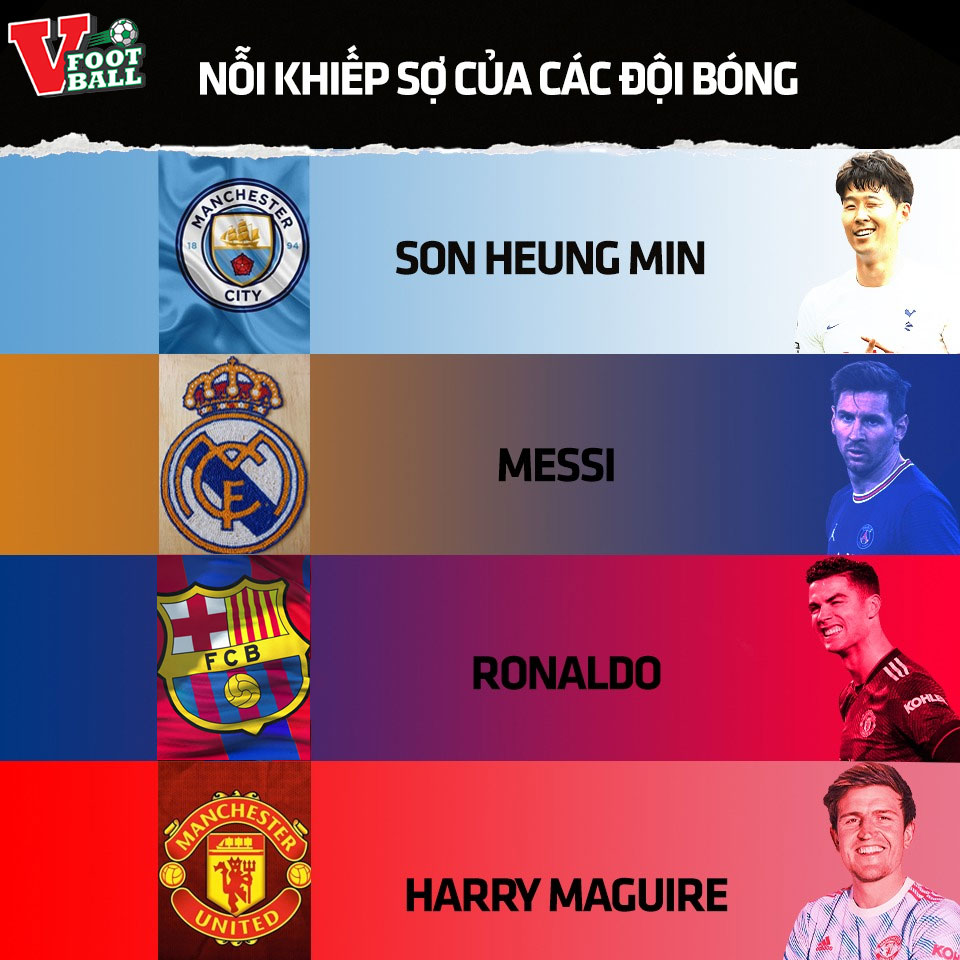 V FOOT BALL
NỖI KHIẾP SỢ CỦA CÁC ĐỘI BÓNG
MANCHESTER
18 94
CITY
SON HEUNG MIN
MESSI
FCB
RONALDO
KOHLER
MANCHESTER
UNITED
HARRY MAGUIRE